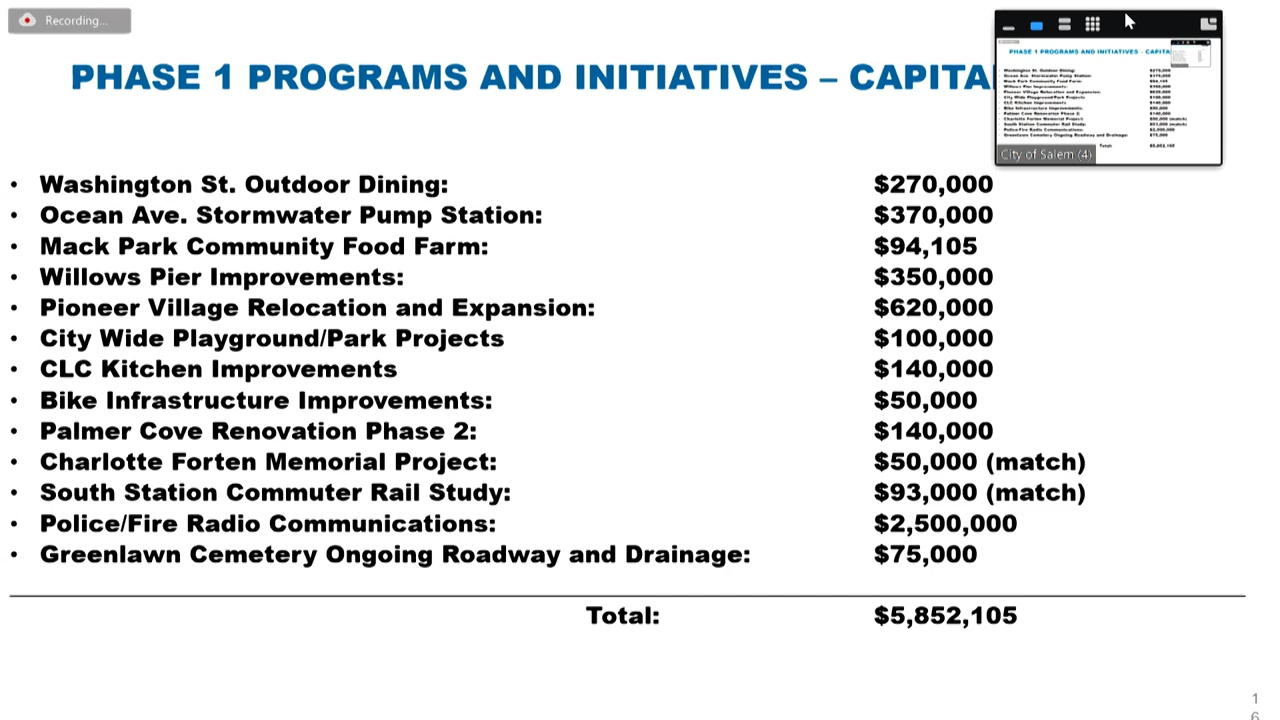 Recording...
PHASE 1 PROGRAMS AND INITIATIVES – CAPITA
City of Salem (4)
• Washington St. Outdoor Dining: $270,000
• Ocean Ave. Stormwater Pump Station: $370,000
• Mack Park Community Food Farm: $94,105
• Willows Pier Improvements: $350,000
• Pioneer Village Relocation and Expansion: $620,000
• City Wide Playground/Park Projects $100,000
• CLC Kitchen Improvements $140,000
• Bike Infrastructure Improvements: $50,000
• Palmer Cove Renovation Phase 2: $140,000
• Charlotte Forten Memorial Project: $50,000 (match)
• South Station Commuter Rail Study: $93,000 (match)
• Police/Fire Radio Communications: $2,500,000
• Greenlawn Cemetery Ongoing Roadway and Drainage: $75,000
Total: $5,852,105
1
6